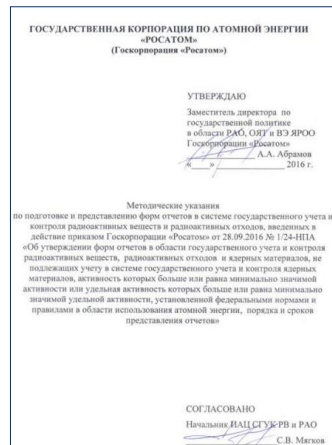 ГОСУДАРСТВЕННАЯ КОРПОРАЦИЯ ПО АТОМНОЙ ЭНЕРГИИ
«РОСАТОМ»
(Госкорпорация «Росатом»)
УТВЕРЖДАЮ
Заместитель директора по
государственной политике
в области РАО, ОЯТ и ВЭ ЯРОО
Госкорпорации «Росатом»
А.А. Абрамов
«___»____________ 2016 г.
Методические указания
по подготовке и представлению форм отчетов в системе государственного учета и
контроля радиоактивных веществ и радиоактивных отходов, введенных в
действие приказом Госкорпорации «Росатом» от 28.09.2016 № 1/24-НПА
«Об утверждении форм отчетов в области государственного учета и контроля
радиоактивных веществ, радиоактивных отходов и ядерных материалов, не
подлежащих учету в системе государственного учета и контроля ядерных
материалов, активность которых больше или равна минимально значимой
активности или удельная активность которых больше или равна минимально
значимой удельной активности, установленной федеральными нормами и
правилами в области использования атомной энергии, порядка и сроков
представления отчетов»
СОГЛАСОВАНО
Начальник ИАЦ СГУК РВ и РАО
С.В. Мягков